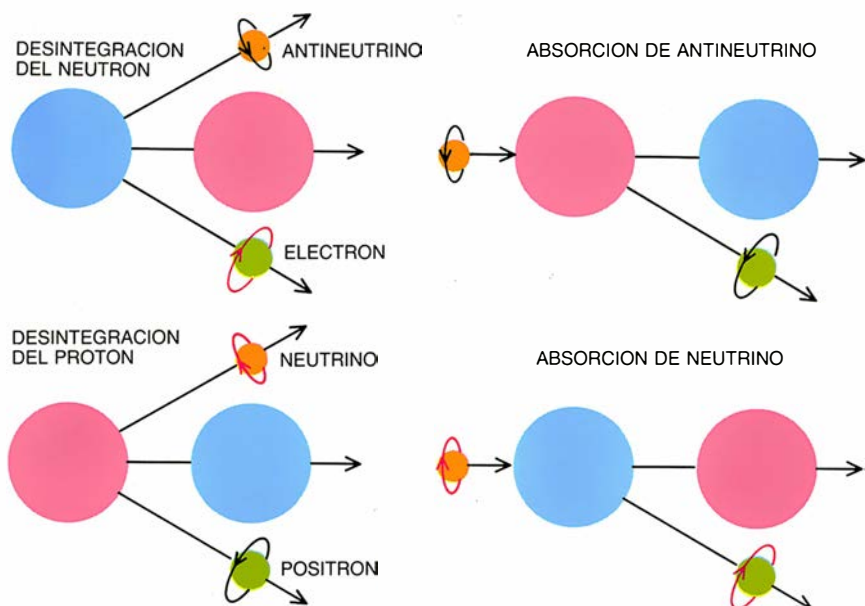 DESINTEGRACION
DEL NEUTRON
ANTINEUTRINO
ELECTRON
ABSORCION DE ANTINEUTRINO
DESINTEGRACION
DEL PROTON
NEUTRINO
POSITRON
ABSORCION DE NEUTRINO